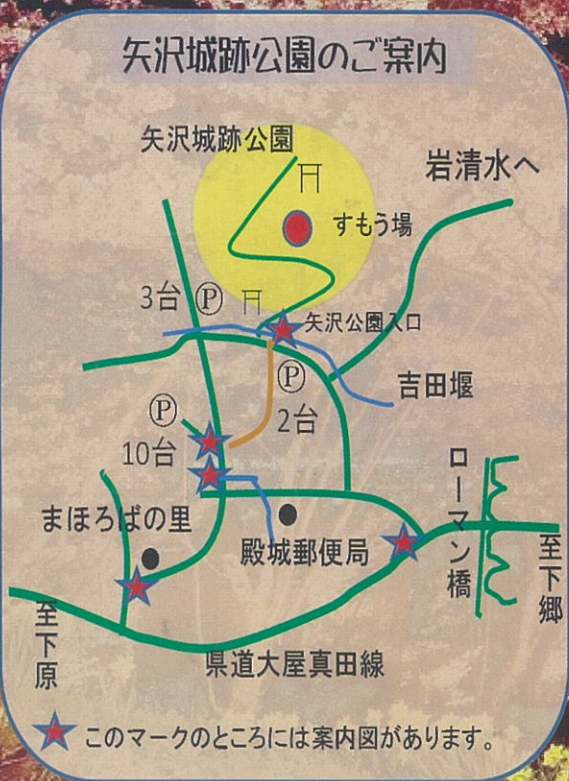 矢沢城跡公園のご案内
矢沢城跡公園
岩清水へ
すもう場
3台 Ⓟ
矢沢公園入口
Ⓟ
2台
吉田堰
Ⓟ
10台
ローマン橋
まほろばの里
殿城郵便局
至下郷
至下原
県道大屋真田線
このマークのところには案内図があります。